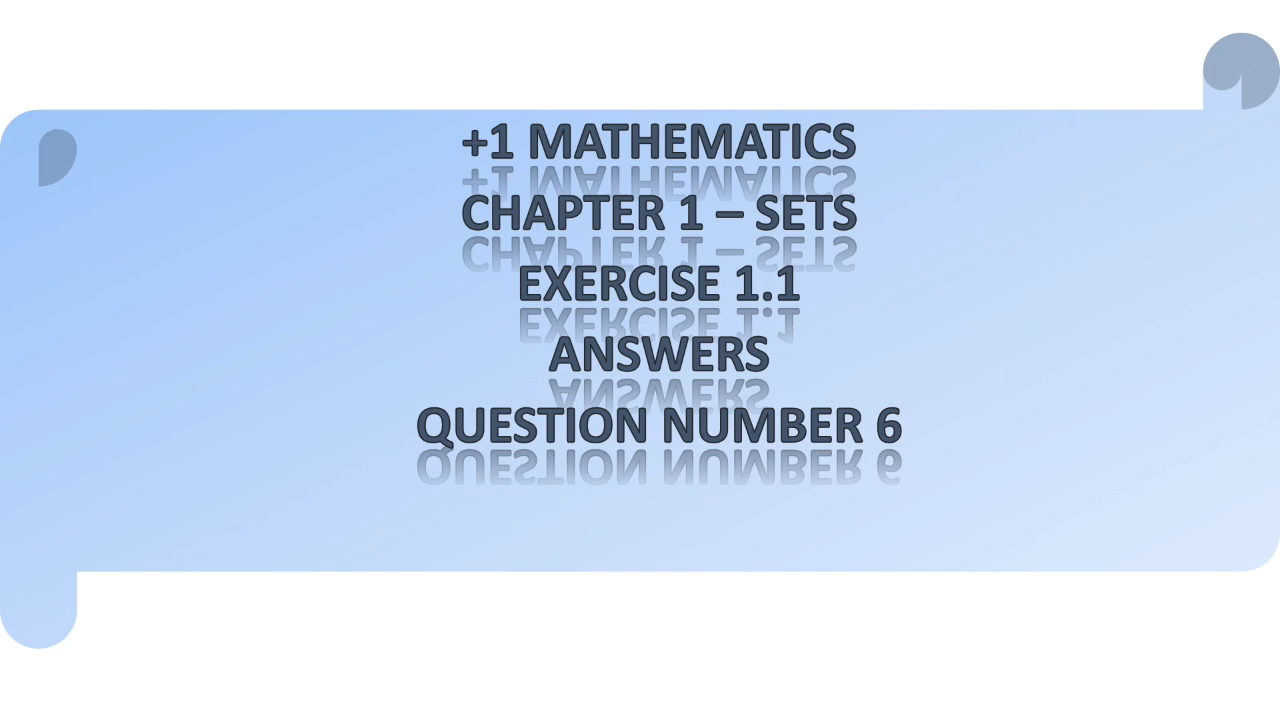 +1 MATHEMATICS
CHAPTER 1 – SETS
EXERCISE 1.1
ANSWERS
QUESTION NUMBER 6